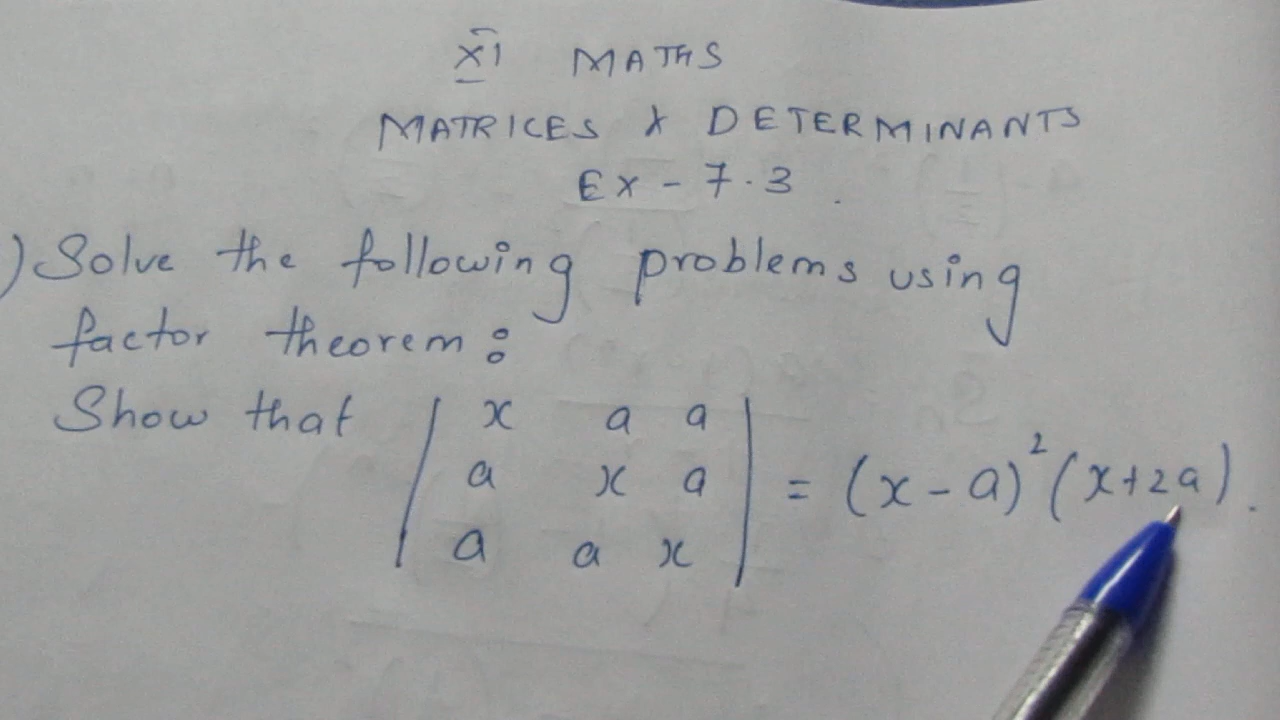 XI MATHS
MATRICES & DETERMINANTS
Ex - 7.3
) Solve the following problems using
factor theorem:
Show that | x a a |
| a x a | = (x - a)² (x + 2a).
| a a x |